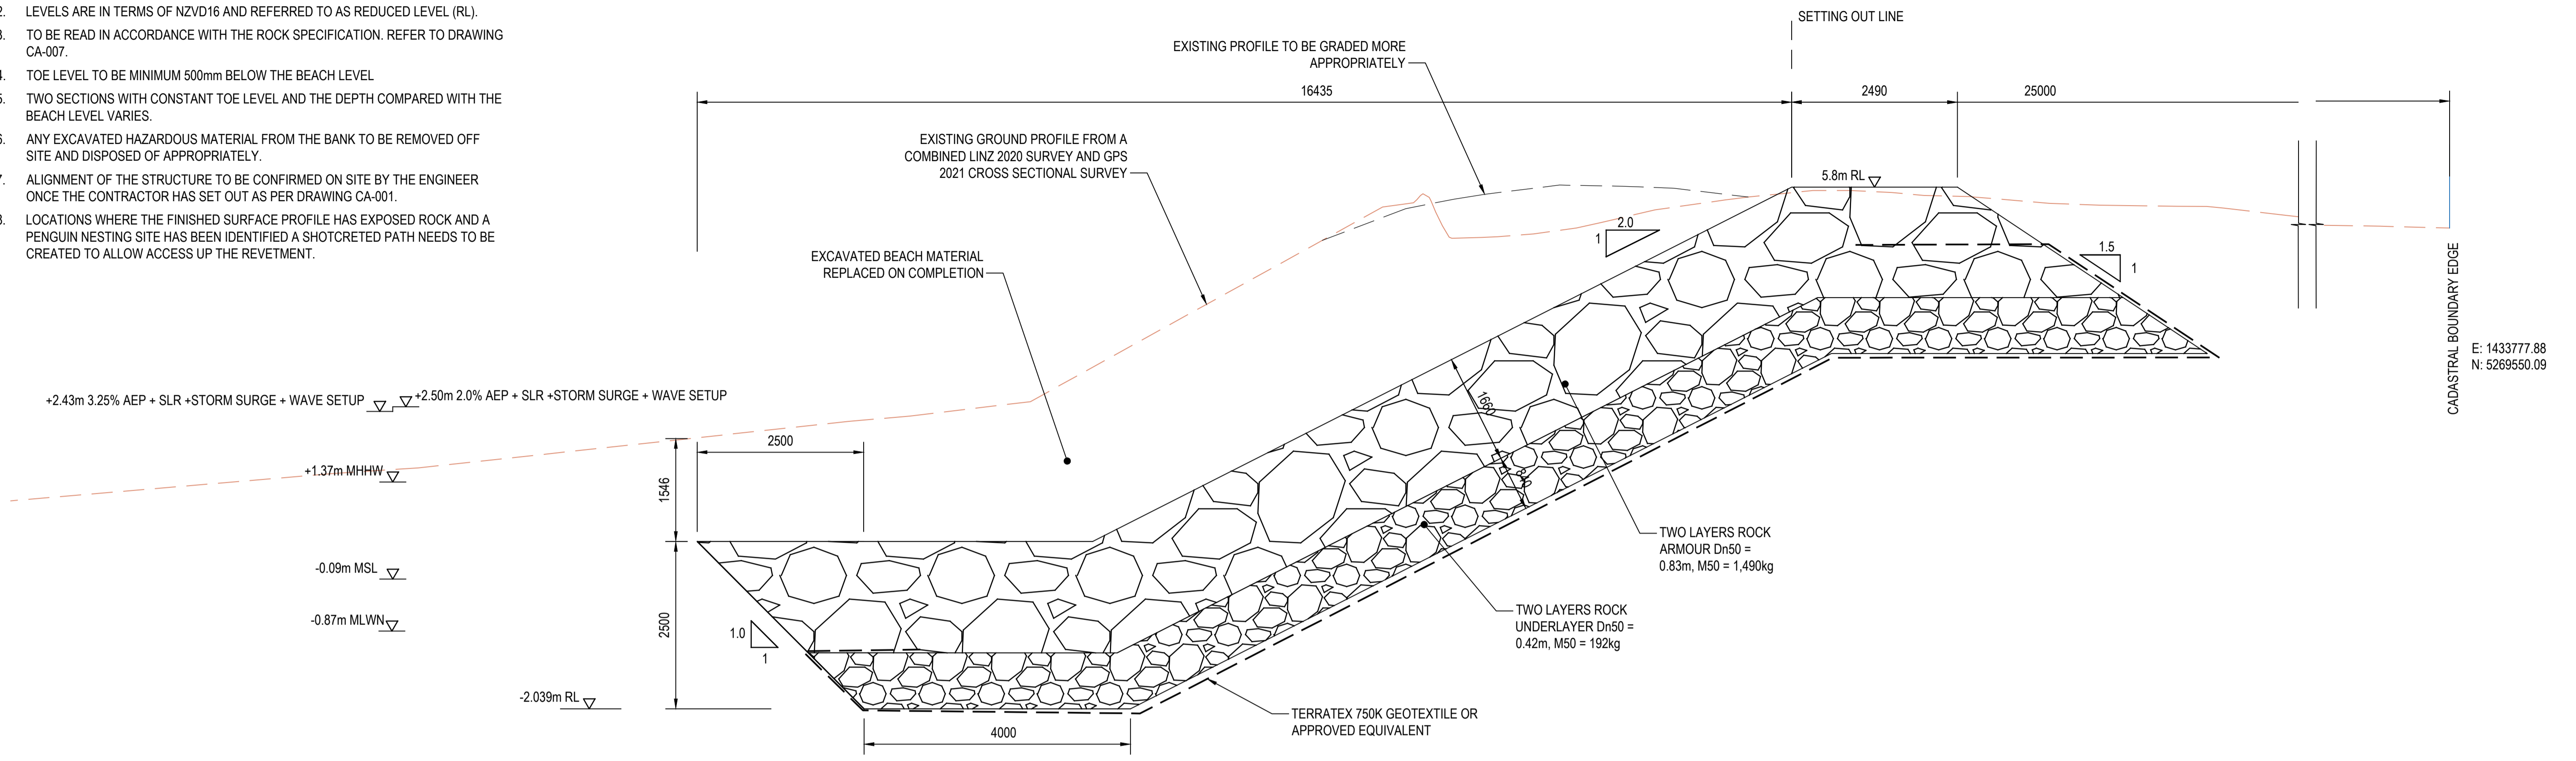 2. LEVELS ARE IN TERMS OF NZVD16 AND REFERRED TO AS REDUCED LEVEL (RL).
TO BE READ IN ACCORDANCE WITH THE ROCK SPECIFICATION. REFER TO DRAWING
CA-007.
TOE LEVEL TO BE MINIMUM 500mm BELOW THE BEACH LEVEL
TWO SECTIONS WITH CONSTANT TOE LEVEL AND THE DEPTH COMPARED WITH THE
BEACH LEVEL VARIES.
ANY EXCAVATED HAZARDOUS MATERIAL FROM THE BANK TO BE REMOVED OFF
SITE AND DISPOSED OF APPROPRIATELY.
ALIGNMENT OF THE STRUCTURE TO BE CONFIRMED ON SITE BY THE ENGINEER
ONCE THE CONTRACTOR HAS SET OUT AS PER DRAWING CA-001.
LOCATIONS WHERE THE FINISHED SURFACE PROFILE HAS EXPOSED ROCK AND A
PENGUIN NESTING SITE HAS BEEN IDENTIFIED A SHOTCRETED PATH NEEDS TO BE
CREATED TO ALLOW ACCESS UP THE REVETMENT.
SETTING OUT LINE
EXISTING PROFILE TO BE GRADED MORE
APPROPRIATELY
16435
2490
25000
EXISTING GROUND PROFILE FROM A
COMBINED LINZ 2020 SURVEY AND GPS
2021 CROSS SECTIONAL SURVEY
5.8m RL
2.0
1
1.5
1
EXCAVATED BEACH MATERIAL
REPLACED ON COMPLETION
CADASTRAL BOUNDARY EDGE
E: 1433777.88
N: 5269550.09
+2.43m 3.25% AEP + SLR +STORM SURGE + WAVE SETUP
+2.50m 2.0% AEP + SLR +STORM SURGE + WAVE SETUP
2500
1660
840
+1.37m MHHW
1546
-0.09m MSL
-0.87m MLWN
2500
1.0
1
TWO LAYERS ROCK
ARMOUR Dn50 =
0.83m, M50 = 1,490kg
TWO LAYERS ROCK
UNDERLAYER Dn50 =
0.42m, M50 = 192kg
-2.039m RL
TERRATEX 750K GEOTEXTILE OR
APPROVED EQUIVALENT
4000